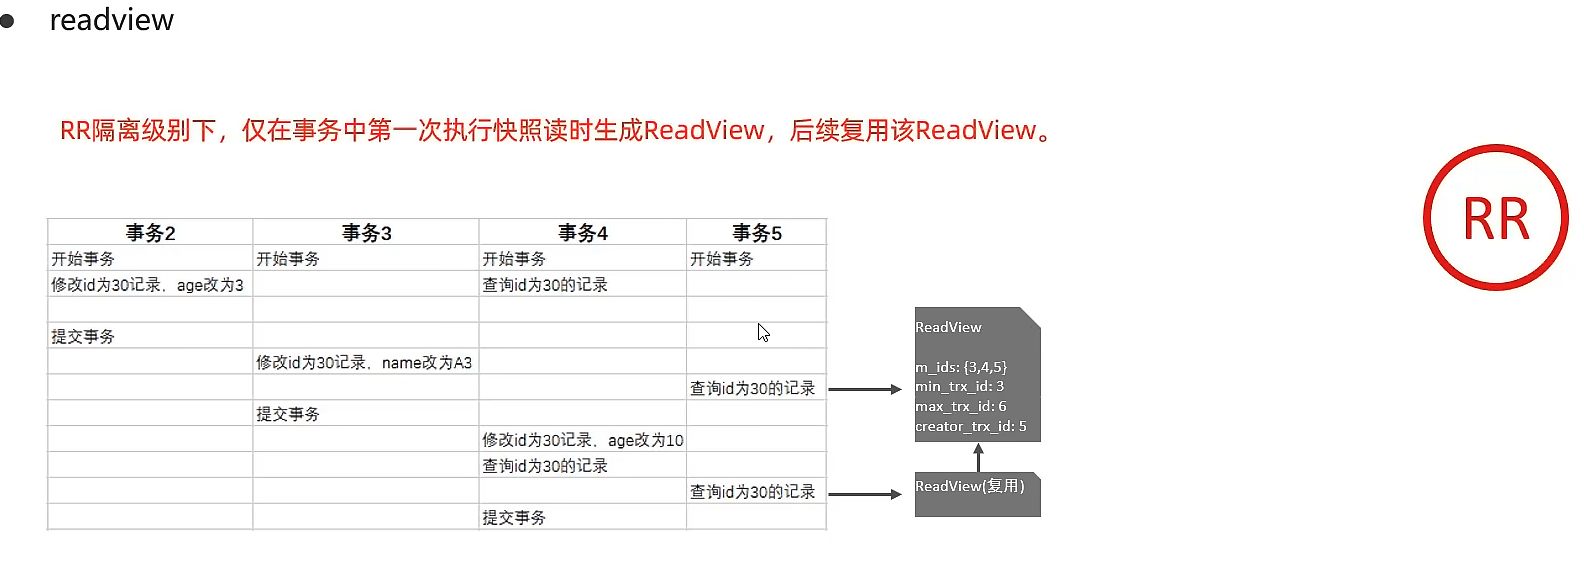 readview
RR隔离级别下，仅在事务中第一次执行快照读时生成ReadView，后续复用该ReadView。
RR
事务2 事务3 事务4 事务5
开始事务 开始事务 开始事务 开始事务
修改id为30记录，age改为3 查询id为30的记录
提交事务
修改id为30记录，name改为A3
查询id为30的记录
提交事务
修改id为30记录，age改为10
查询id为30的记录
查询id为30的记录
提交事务
ReadView
m_ids: {3,4,5}
min_trx_id: 3
max_trx_id: 6
creator_trx_id: 5
ReadView(复用)